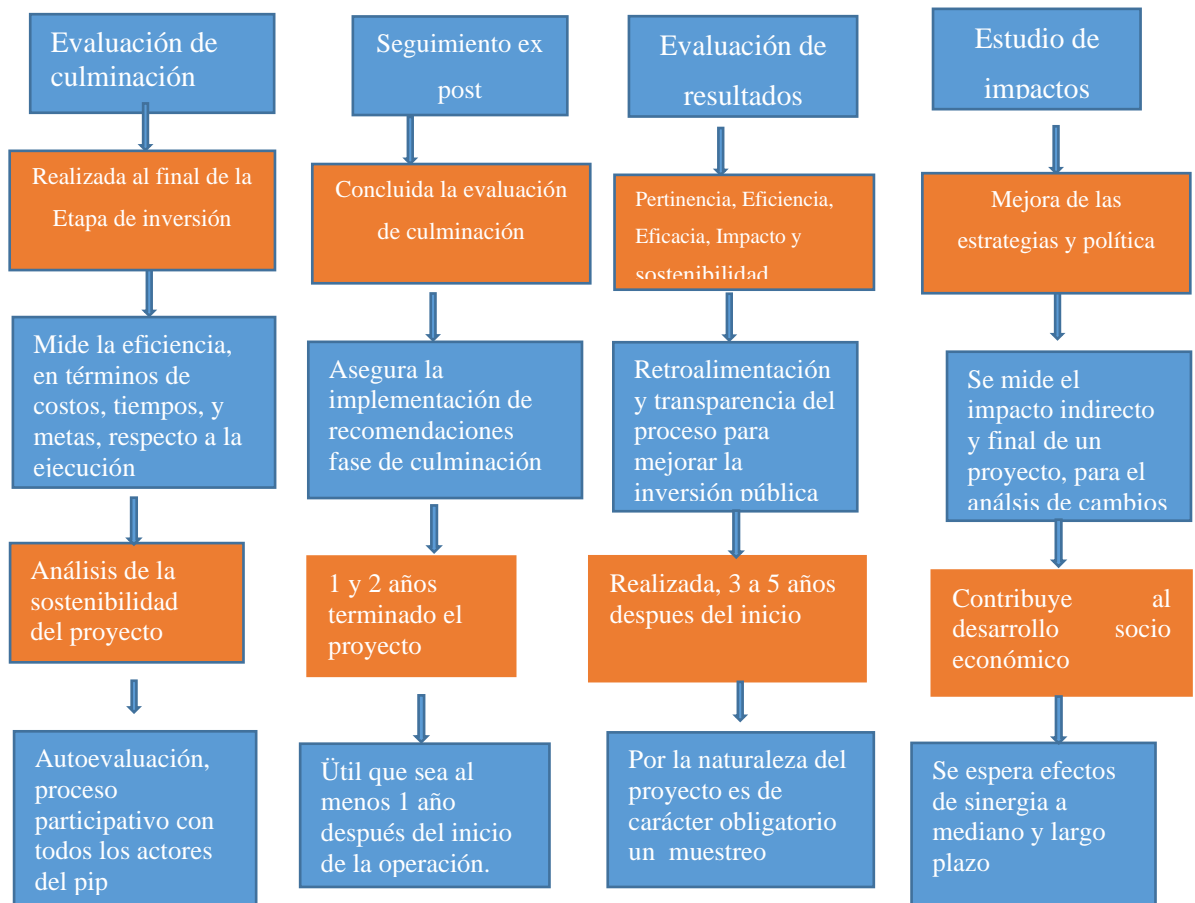 Evaluación de
culminación
Realizada al final de la
Etapa de inversión
Mide la eficiencia,
en términos de
costos, tiempos, y
metas, respecto a la
ejecución
Análisis de la
sostenibilidad
del proyecto
Autoevaluación,
proceso
participativo con
todos los actores
del pip
Seguimiento ex
post
Concluida la evaluación
de culminación
Asegura la
implementación de
recomendaciones
fase de culminación
1 y 2 años
terminado el
proyecto
Ütil que sea al
menos 1 año
después del inicio
de la operación.
Evaluación de
resultados
Pertinencia, Eficiencia,
Eficacia, Impacto y
sostenibilidad
Retroalimentación
y transparencia del
proceso para
mejorar la
inversión pública
Realizada, 3 a 5 años
despues del inicio
Por la naturaleza del
proyecto es de
carácter obligatorio
un muestreo
Estudio de
impactos
Mejora de las
estrategias y política
Se mide el
impacto indirecto
y final de un
proyecto, para el
análsis de cambios
Contribuye al
desarrollo socio
económico
Se espera efectos
de sinergia a
mediano y largo
plazo